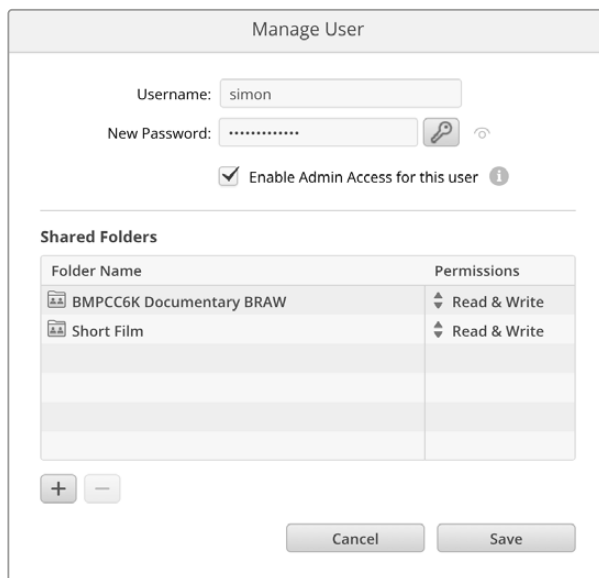 Manage User
Username: simon
New Password: •••••••••••••
Enable Admin Access for this user
Shared Folders
Folder Name Permissions
BMPCC6K Documentary BRAW Read & Write
Short Film Read & Write
Cancel Save